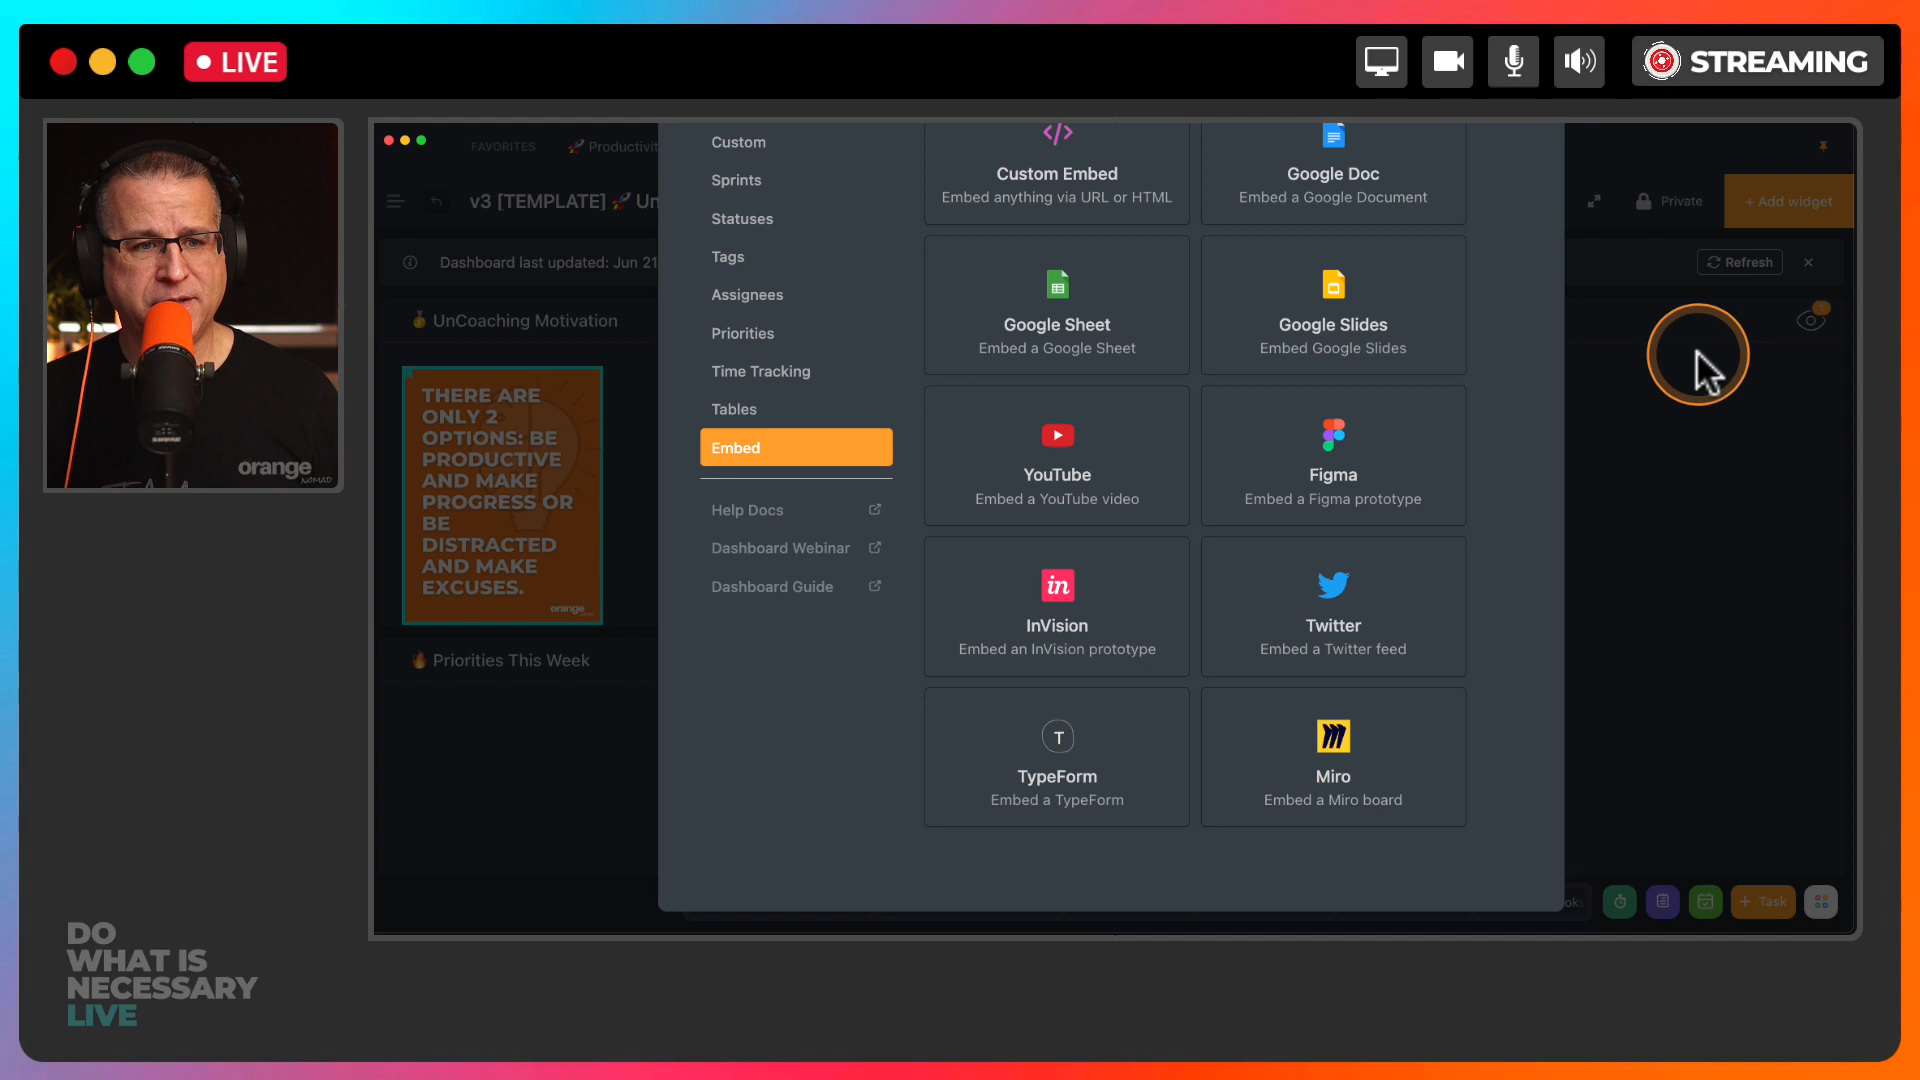 LIVE
STREAMING
FAVORITES
🚀 Productivit
v3 [TEMPLATE] 🚀 Un
Private
+ Add widget
Dashboard last updated: Jun 21
Refresh
🏅 UnCoaching Motivation
THERE ARE
ONLY 2
OPTIONS: BE
PRODUCTIVE
AND MAKE
PROGRESS OR
BE
DISTRACTED
AND MAKE
EXCUSES.
orange
🔥 Priorities This Week
orange
NOMAD
Custom
Sprints
Statuses
Tags
Assignees
Priorities
Time Tracking
Tables
Embed
Help Docs
Dashboard Webinar
Dashboard Guide
Custom Embed
Embed anything via URL or HTML
Google Doc
Embed a Google Document
Google Sheet
Embed a Google Sheet
Google Slides
Embed Google Slides
YouTube
Embed a YouTube video
Figma
Embed a Figma prototype
in
InVision
Embed an InVision prototype
Twitter
Embed a Twitter feed
T
TypeForm
Embed a TypeForm
Miro
Embed a Miro board
+ Task
DO
WHAT IS
NECESSARY
LIVE